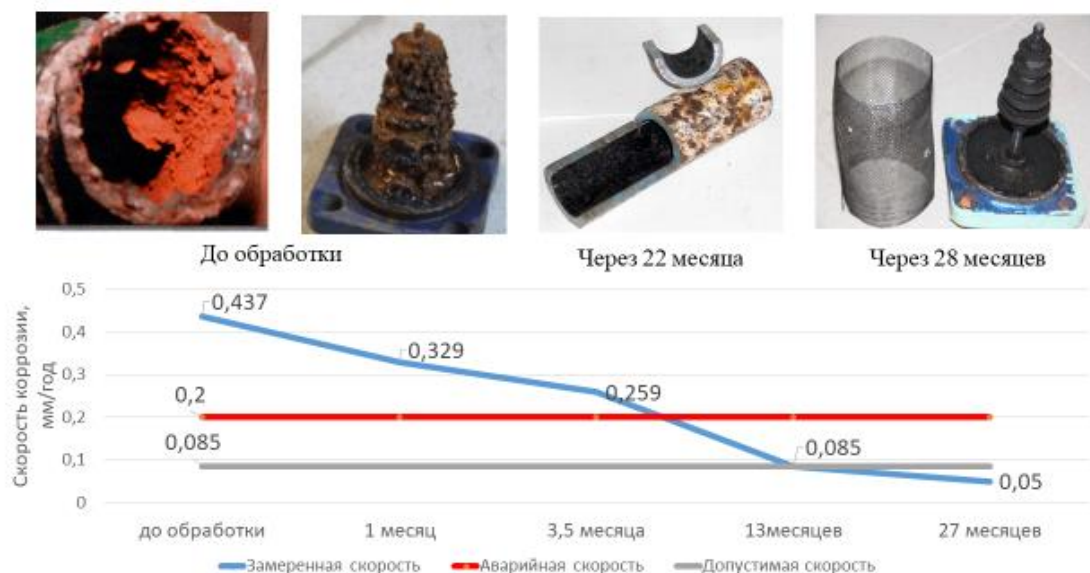 До обработки
Через 22 месяца
Через 28 месяцев
Скорость коррозии,
мм/год
0,5
0,4
0,3
0,2
0,1
0
0,437
0,329
0,259
0,2
0,085
0,085
0,05
до обработки
1 месяц
3,5 месяца
13месяцев
27 месяцев
Замеренная скорость
Аварийная скорость
Допустимая скорость